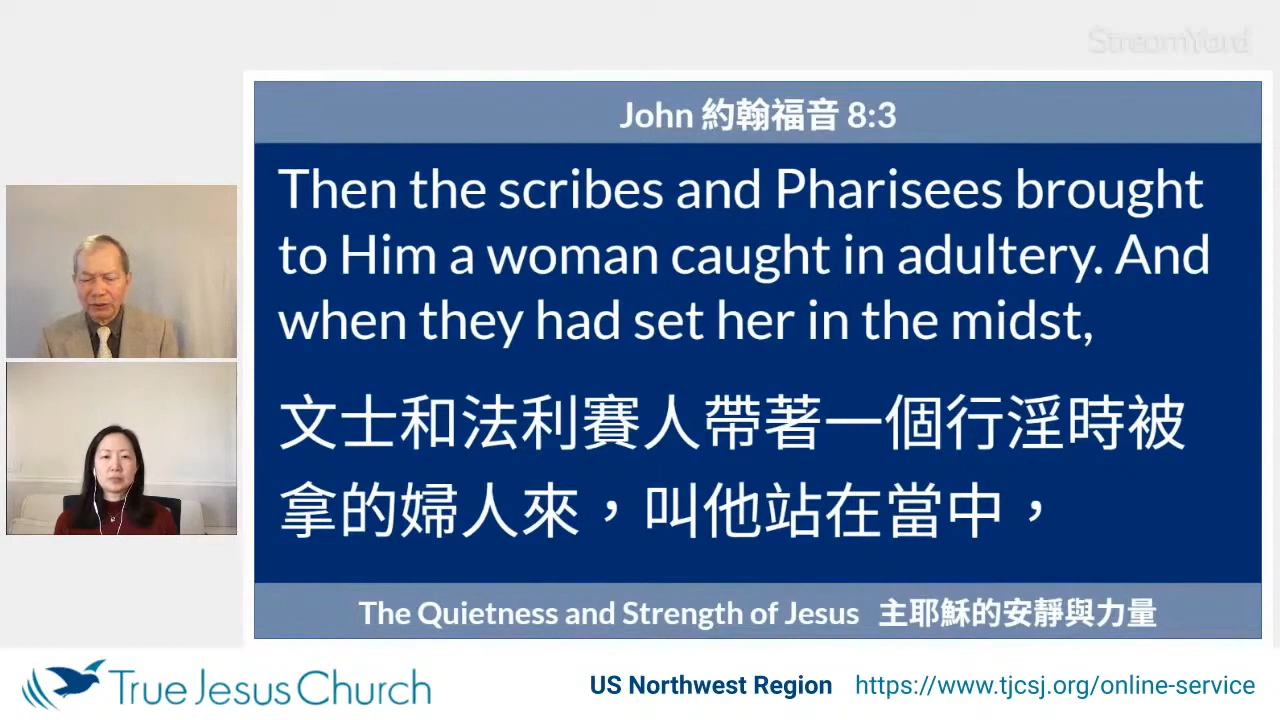 StreamYard
John 約翰福音 8:3
Then the scribes and Pharisees brought
to Him a woman caught in adultery. And
when they had set her in the midst,
文士和法利賽人帶著一個行淫時被
拿的婦人來，叫他站在當中，
The Quietness and Strength of Jesus 主耶穌的安靜與力量
True Jesus Church
US Northwest Region https://www.tjcsj.org/online-service